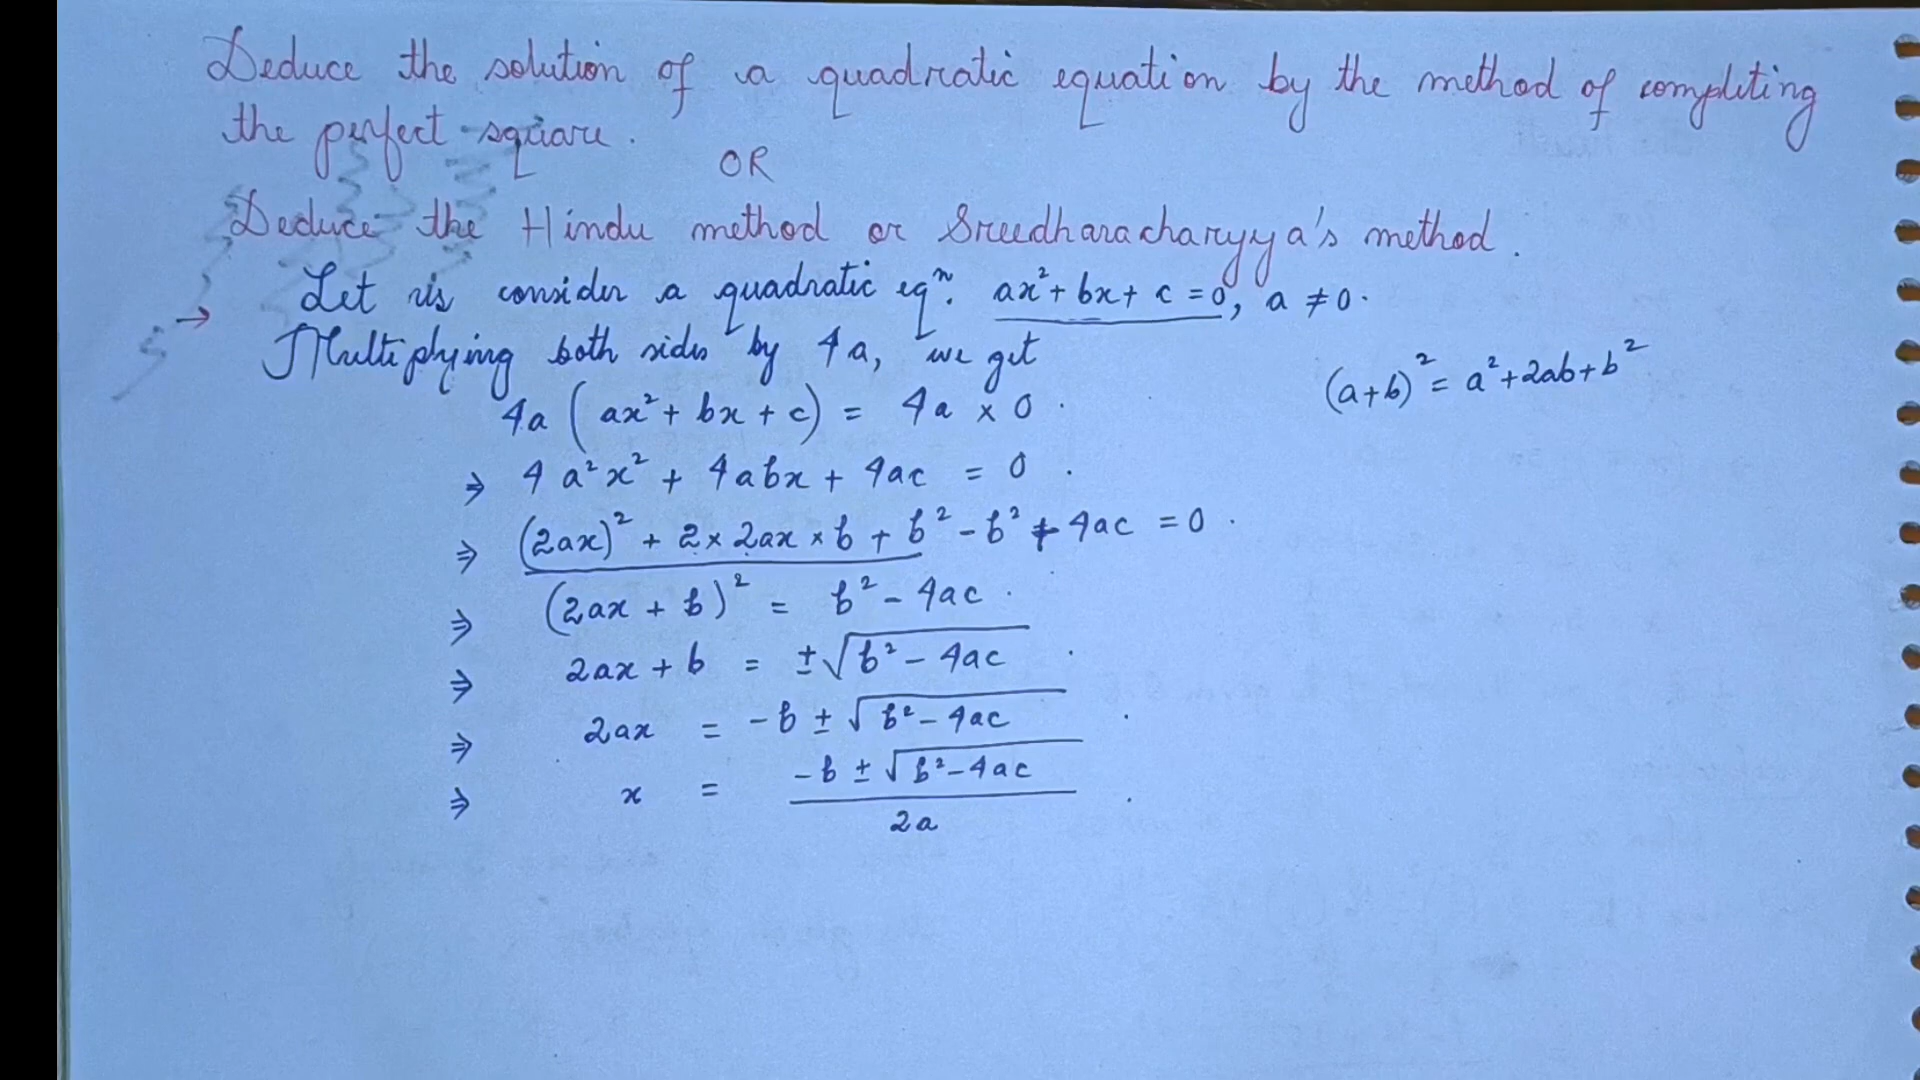 Deduce the solution of a quadratic equation by the method of completing
the perfect square.
OR
Deduce the Hindu method or Sreedharacharyya's method.
→ Let us consider a quadratic eqⁿ. ax² + bx + c = 0, a ≠ 0.
Multiplying both sides by 4a, we get
(a+b)² = a² + 2ab + b²
4a (ax² + bx + c) = 4a × 0.
⇒ 4a²x² + 4abx + 4ac = 0.
⇒ (2ax)² + 2 × 2ax × b + b² - b² + 4ac = 0.
⇒ (2ax + b)² = b² - 4ac.
⇒ 2ax + b = ±√(b² - 4ac).
⇒ 2ax = -b ± √(b² - 4ac).
⇒ x = (-b ± √(b² - 4ac)) / 2a.